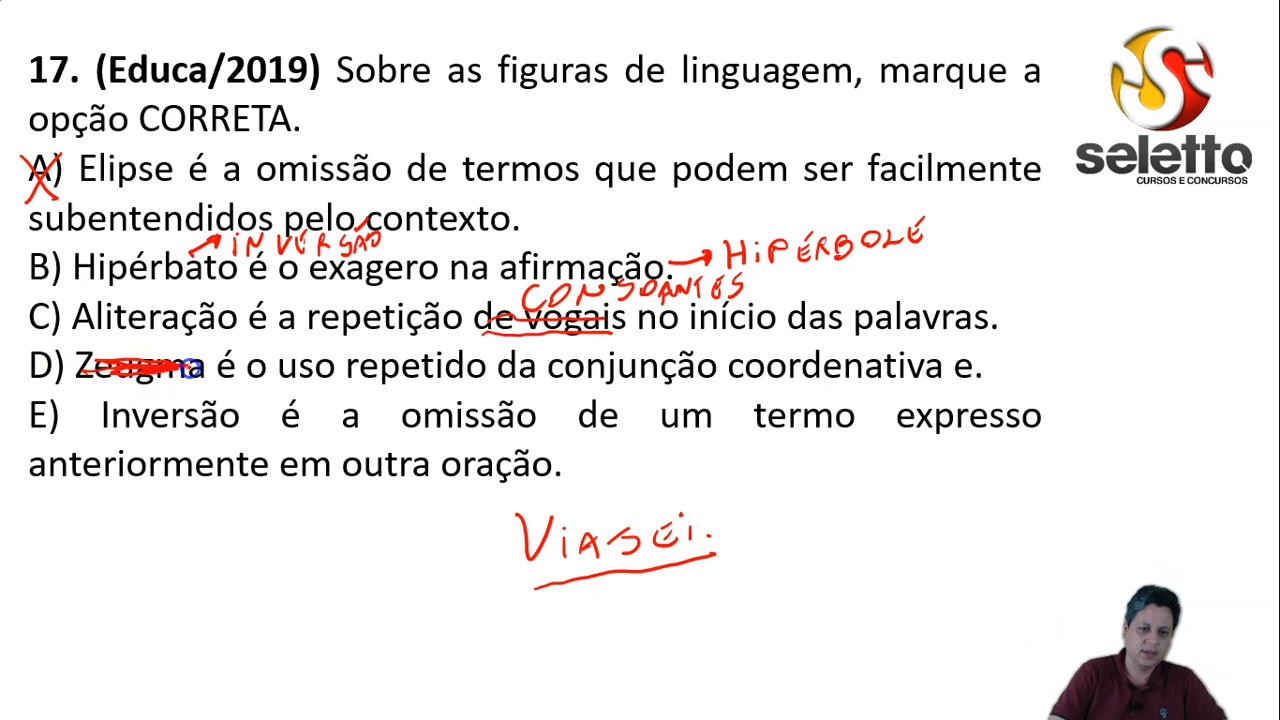 17. (Educa/2019) Sobre as figuras de linguagem, marque a
opção CORRETA.
A) Elipse é a omissão de termos que podem ser facilmente
subentendidos pelo contexto.
INVERSÃO
HIPÉRBOLE
B) Hipérbato é o exagero na afirmação.
CONSOANTES
C) Aliteração é a repetição de vogais no início das palavras.
D) Zeugma é o uso repetido da conjunção coordenativa e.
E) Inversão é a omissão de um termo expresso
anteriormente em outra oração.
VIASEI.
seletto
CURSOS E CONCURSOS